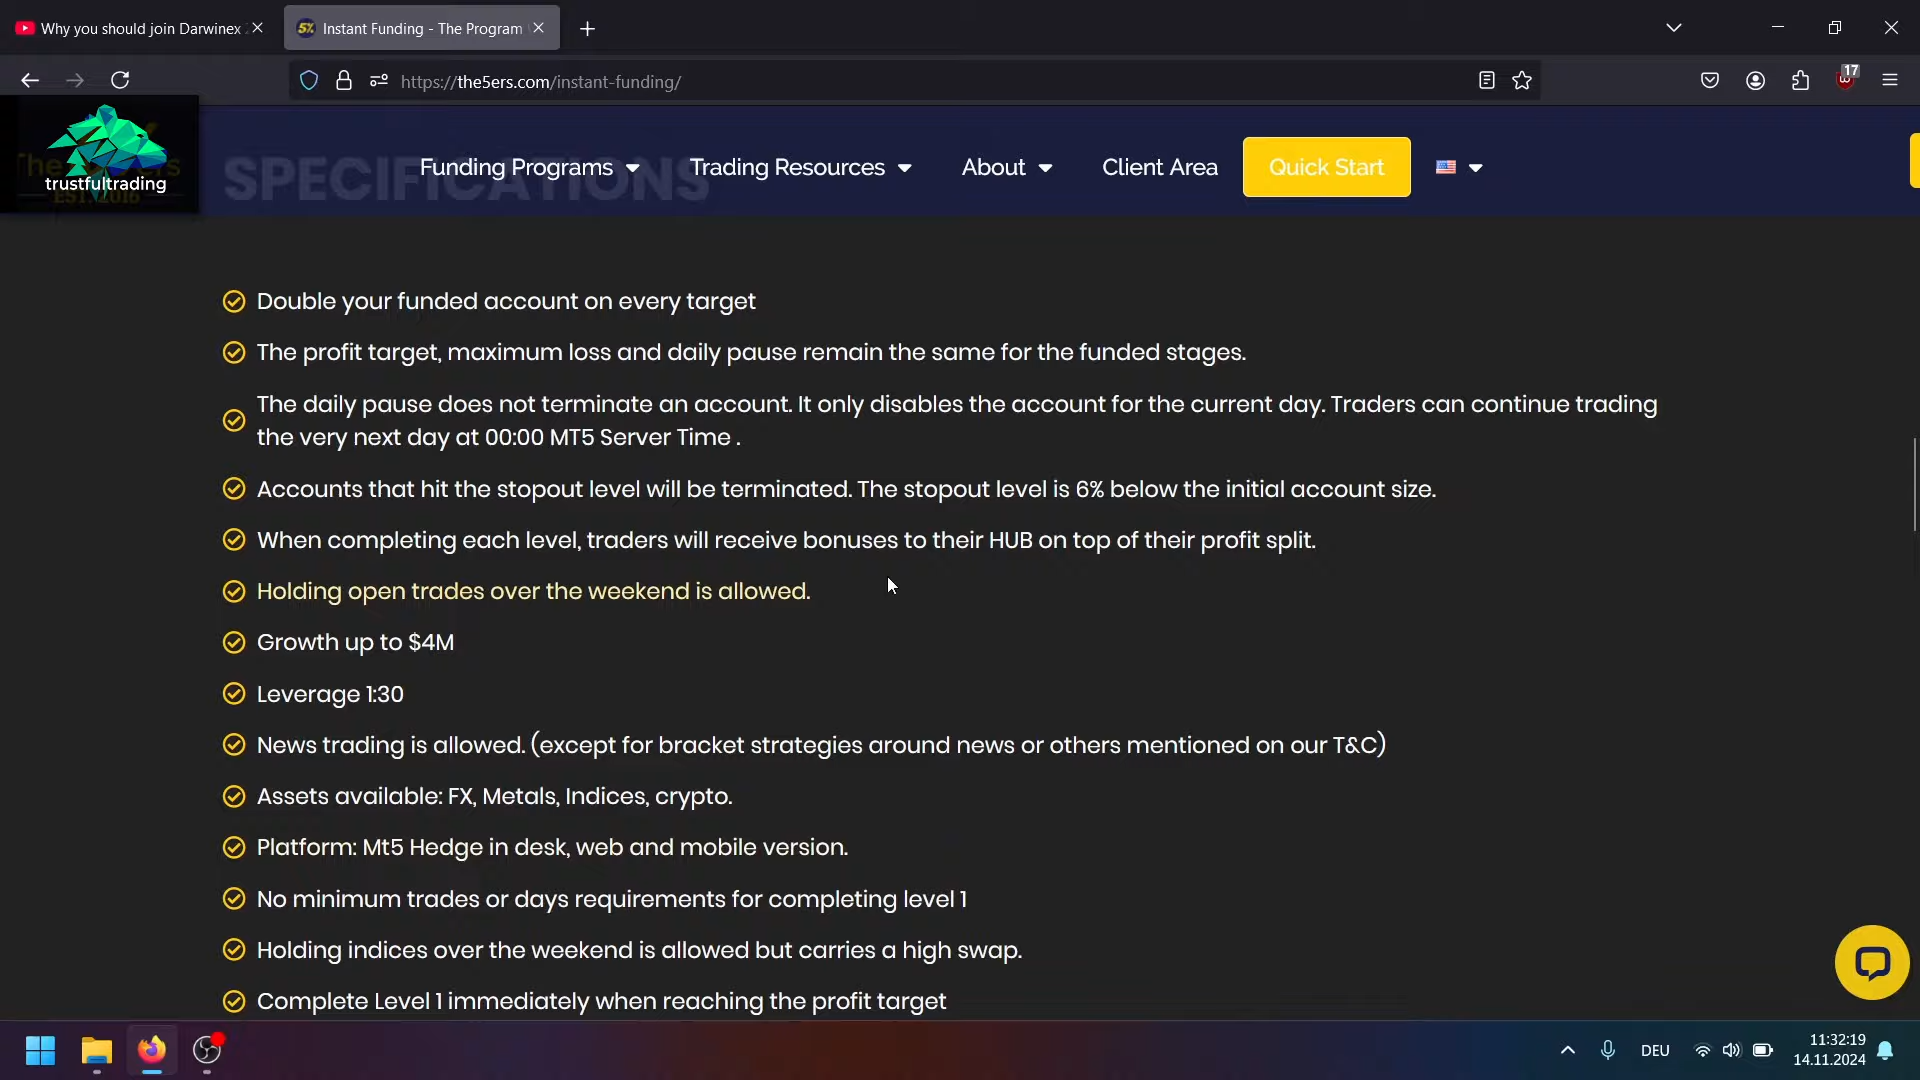 Why you should join Darwinex
Instant Funding - The Program
17
https://the5ers.com/instant-funding/
trustfultrading
SPECIFICATIONS
Funding Programs
Trading Resources
About
Client Area
Quick Start
Double your funded account on every target
The profit target, maximum loss and daily pause remain the same for the funded stages.
The daily pause does not terminate an account. It only disables the account for the current day. Traders can continue trading
the very next day at 00:00 MT5 Server Time .
Accounts that hit the stopout level will be terminated. The stopout level is 6% below the initial account size.
When completing each level, traders will receive bonuses to their HUB on top of their profit split.
Holding open trades over the weekend is allowed.
Growth up to $4M
Leverage 1:30
News trading is allowed. (except for bracket strategies around news or others mentioned on our T&C)
Assets available: FX, Metals, Indices, crypto.
Platform: Mt5 Hedge in desk, web and mobile version.
No minimum trades or days requirements for completing level 1
Holding indices over the weekend is allowed but carries a high swap.
Complete Level 1 immediately when reaching the profit target
DEU
11:32:19
14.11.2024